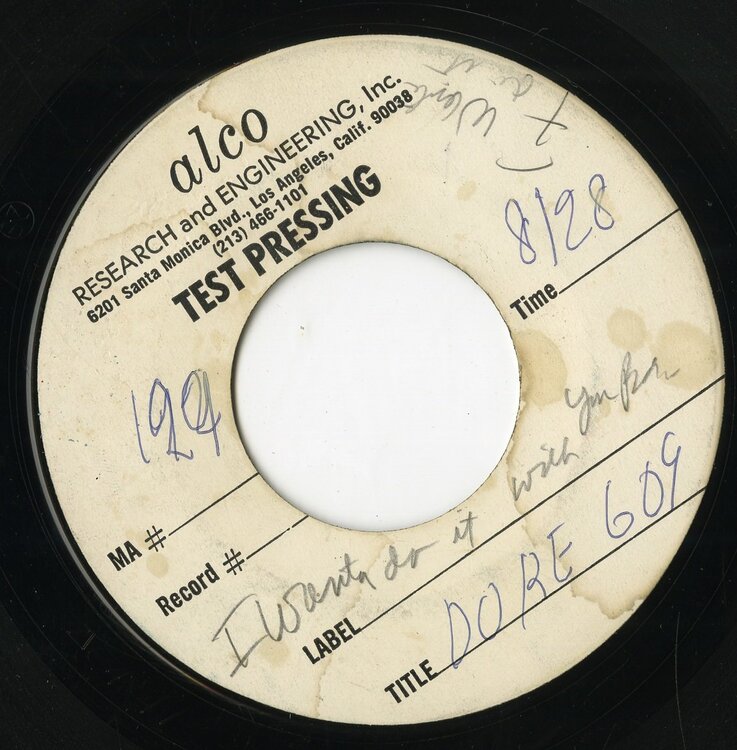 alco
RESEARCH and ENGINEERING, Inc.
6201 Santa Monica Blvd., Los Angeles, Calif. 90038
(213) 466-1101
TEST PRESSING
8/28
Time
MA #
Record #
I Wanta do it with you
LABEL
TITLE DORE 609